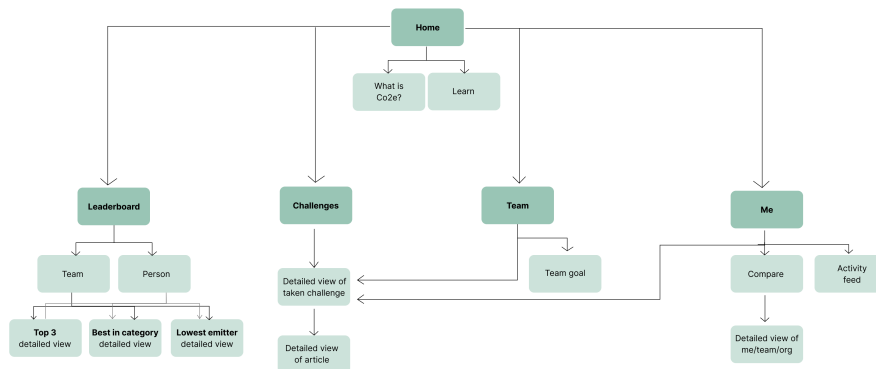 Home
What is
Co2e?
Learn
Leaderboard
Challenges
Team
Me
Team
Person
Detailed view of
taken challenge
Team goal
Compare
Activity
feed
Top 3
detailed view
Best in category
detailed view
Lowest emitter
detailed view
Detailed view
of article
Detailed view of
me/team/org